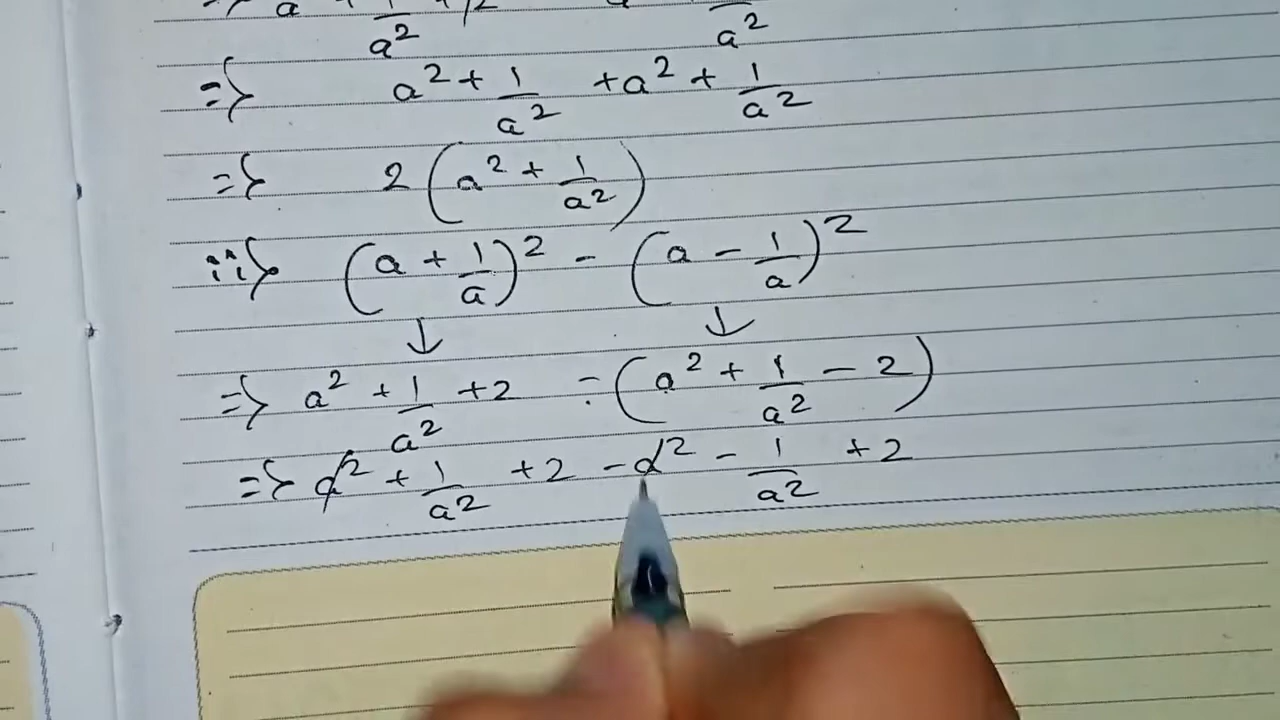 a² + 1/a² + a² + 1/a²
=> 2(a² + 1/a²)
iii> (a + 1/a)² - (a - 1/a)²
↓ ↓
=> a² + 1/a² + 2 - (a² + 1/a² - 2)
=> a² + 1/a² + 2 - a² - 1/a² + 2